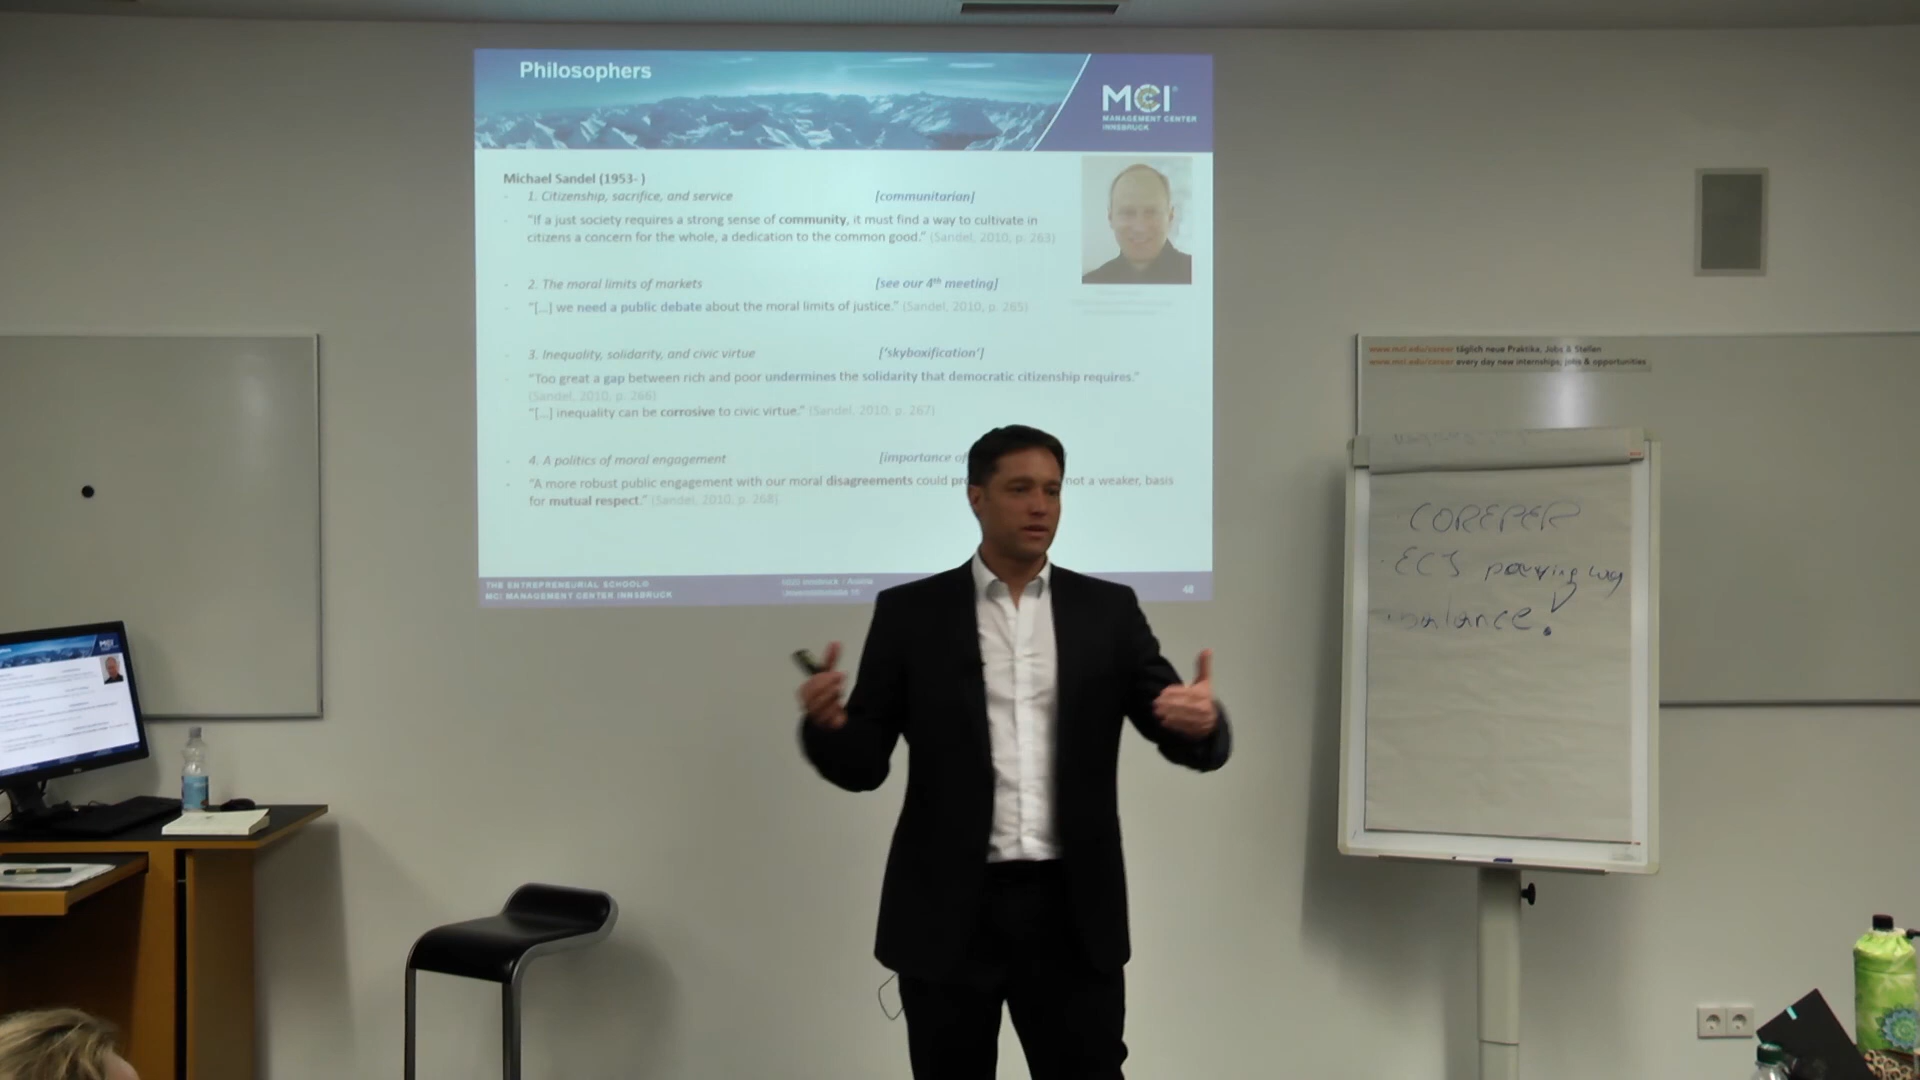 Philosophers
MCI
MANAGEMENT CENTER
INNSBRUCK
Michael Sandel (1953- )
- 1. Citizenship, sacrifice, and service [communitarian]
- "If a just society requires a strong sense of community, it must find a way to cultivate in
citizens a concern for the whole, a dedication to the common good." (Sandel, 2010, p. 263)
- 2. The moral limits of markets [see our 4th meeting]
- "[...] we need a public debate about the moral limits of justice." (Sandel, 2010, p. 265)
- 3. Inequality, solidarity, and civic virtue ['skyboxification']
- "Too great a gap between rich and poor undermines the solidarity that democratic citizenship requires."
(Sandel, 2010, p. 266)
"[...] inequality can be corrosive to civic virtue." (Sandel, 2010, p. 267)
- 4. A politics of moral engagement [importance of
- "A more robust public engagement with our moral disagreements could not a weaker, basis
for mutual respect." (Sandel, 2010, p. 268)
THE ENTREPRENEURIAL SCHOOL®
MCI MANAGEMENT CENTER INNSBRUCK
6020 Innsbruck / Austria
48
www.mci.edu/career täglich neue Praktika, Jobs & Stellen
www.mci.edu/career every day new internships, jobs & opportunities
COREPER
ECJ
balance!
MCI